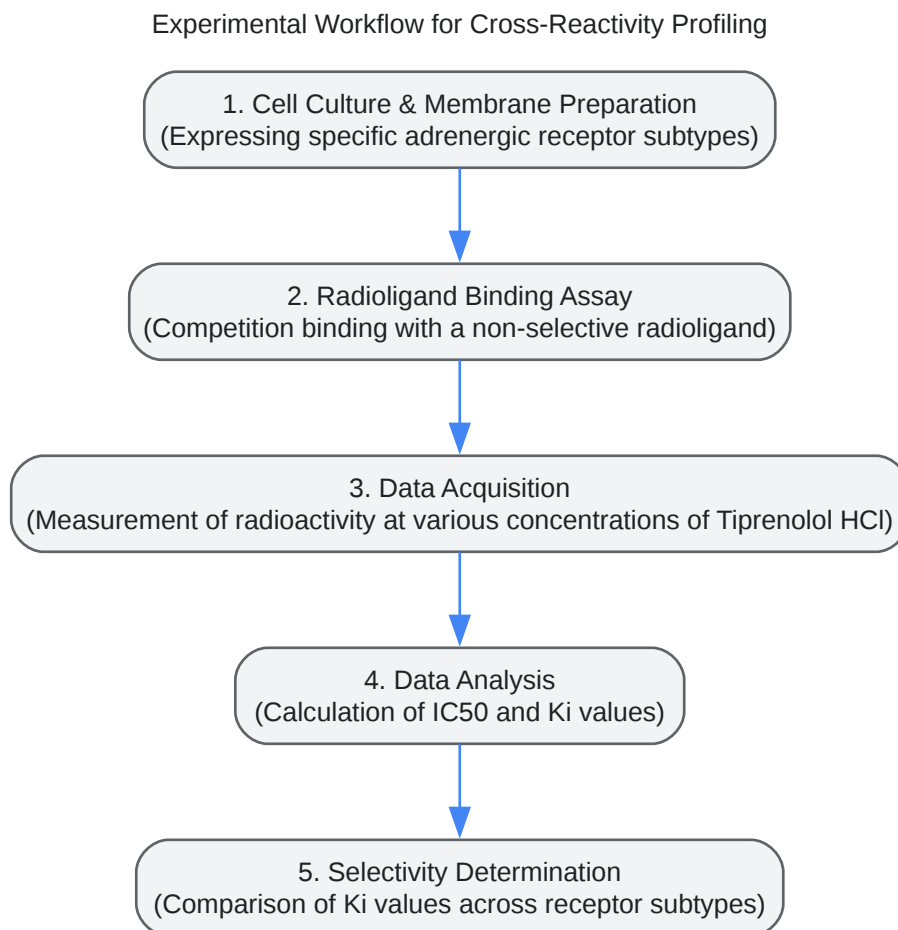 Experimental Workflow for Cross-Reactivity Profiling
1. Cell Culture & Membrane Preparation
(Expressing specific adrenergic receptor subtypes)
2. Radioligand Binding Assay
(Competition binding with a non-selective radioligand)
3. Data Acquisition
(Measurement of radioactivity at various concentrations of Tiprenolol HCl)
4. Data Analysis
(Calculation of IC50 and Ki values)
5. Selectivity Determination
(Comparison of Ki values across receptor subtypes)